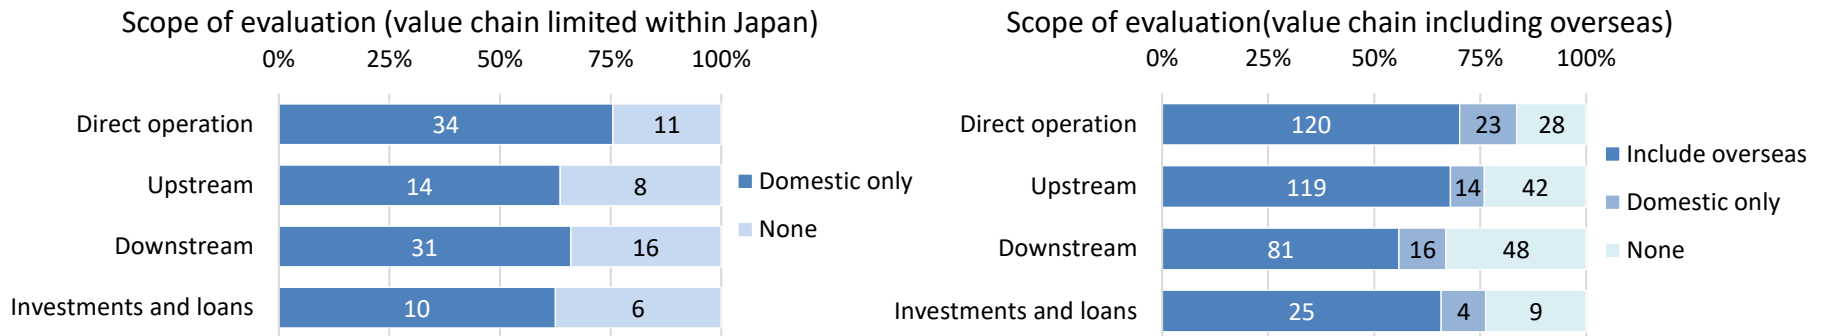 Scope of evaluation (value chain limited within Japan)
0% 25% 50% 75% 100%
Direct operation 34 11
Upstream 14 8
Downstream 31 16
Investments and loans 10 6
Domestic only
None
Scope of evaluation(value chain including overseas)
0% 25% 50% 75% 100%
Direct operation 120 23 28
Upstream 119 14 42
Downstream 81 16 48
Investments and loans 25 4 9
Include overseas
Domestic only
None